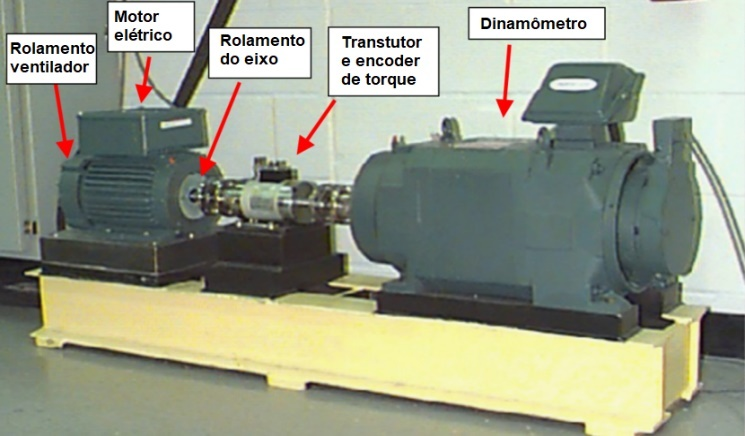 Rolamento
ventilador
Motor
elétrico
Rolamento
do eixo
Transtutor
e encoder
de torque
Dinamômetro